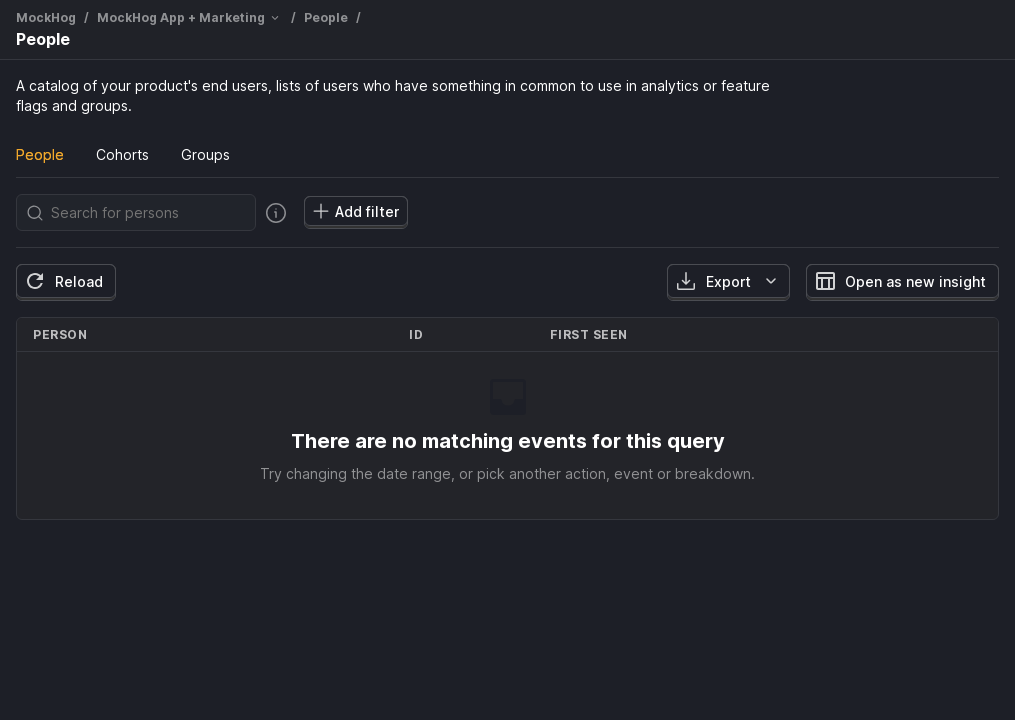 MockHog / MockHog App + Marketing / People /
People
A catalog of your product's end users, lists of users who have something in common to use in analytics or feature
flags and groups.
People Cohorts Groups
Search for persons Add filter
Reload Export Open as new insight
PERSON ID FIRST SEEN
There are no matching events for this query
Try changing the date range, or pick another action, event or breakdown.